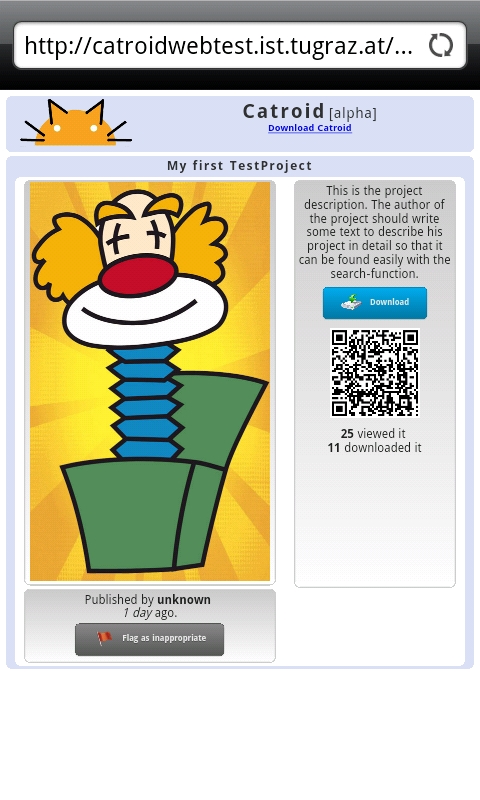 http://catroidwebtest.ist.tugraz.at/...
Catroid [alpha]
Download Catroid
My first TestProject
This is the project
description. The author of
the project should write
some text to describe his
project in detail so that it
can be found easily with the
search-function.
Download
25 viewed it
11 downloaded it
Published by unknown
1 day ago.
Flag as inappropriate